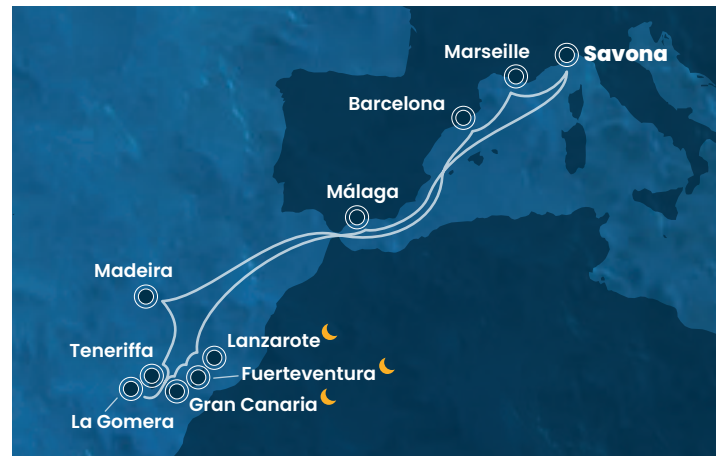 Marseille
Savona
Barcelona
Málaga
Madeira
Lanzarote
Teneriffa
Fuerteventura
Gran Canaria
La Gomera